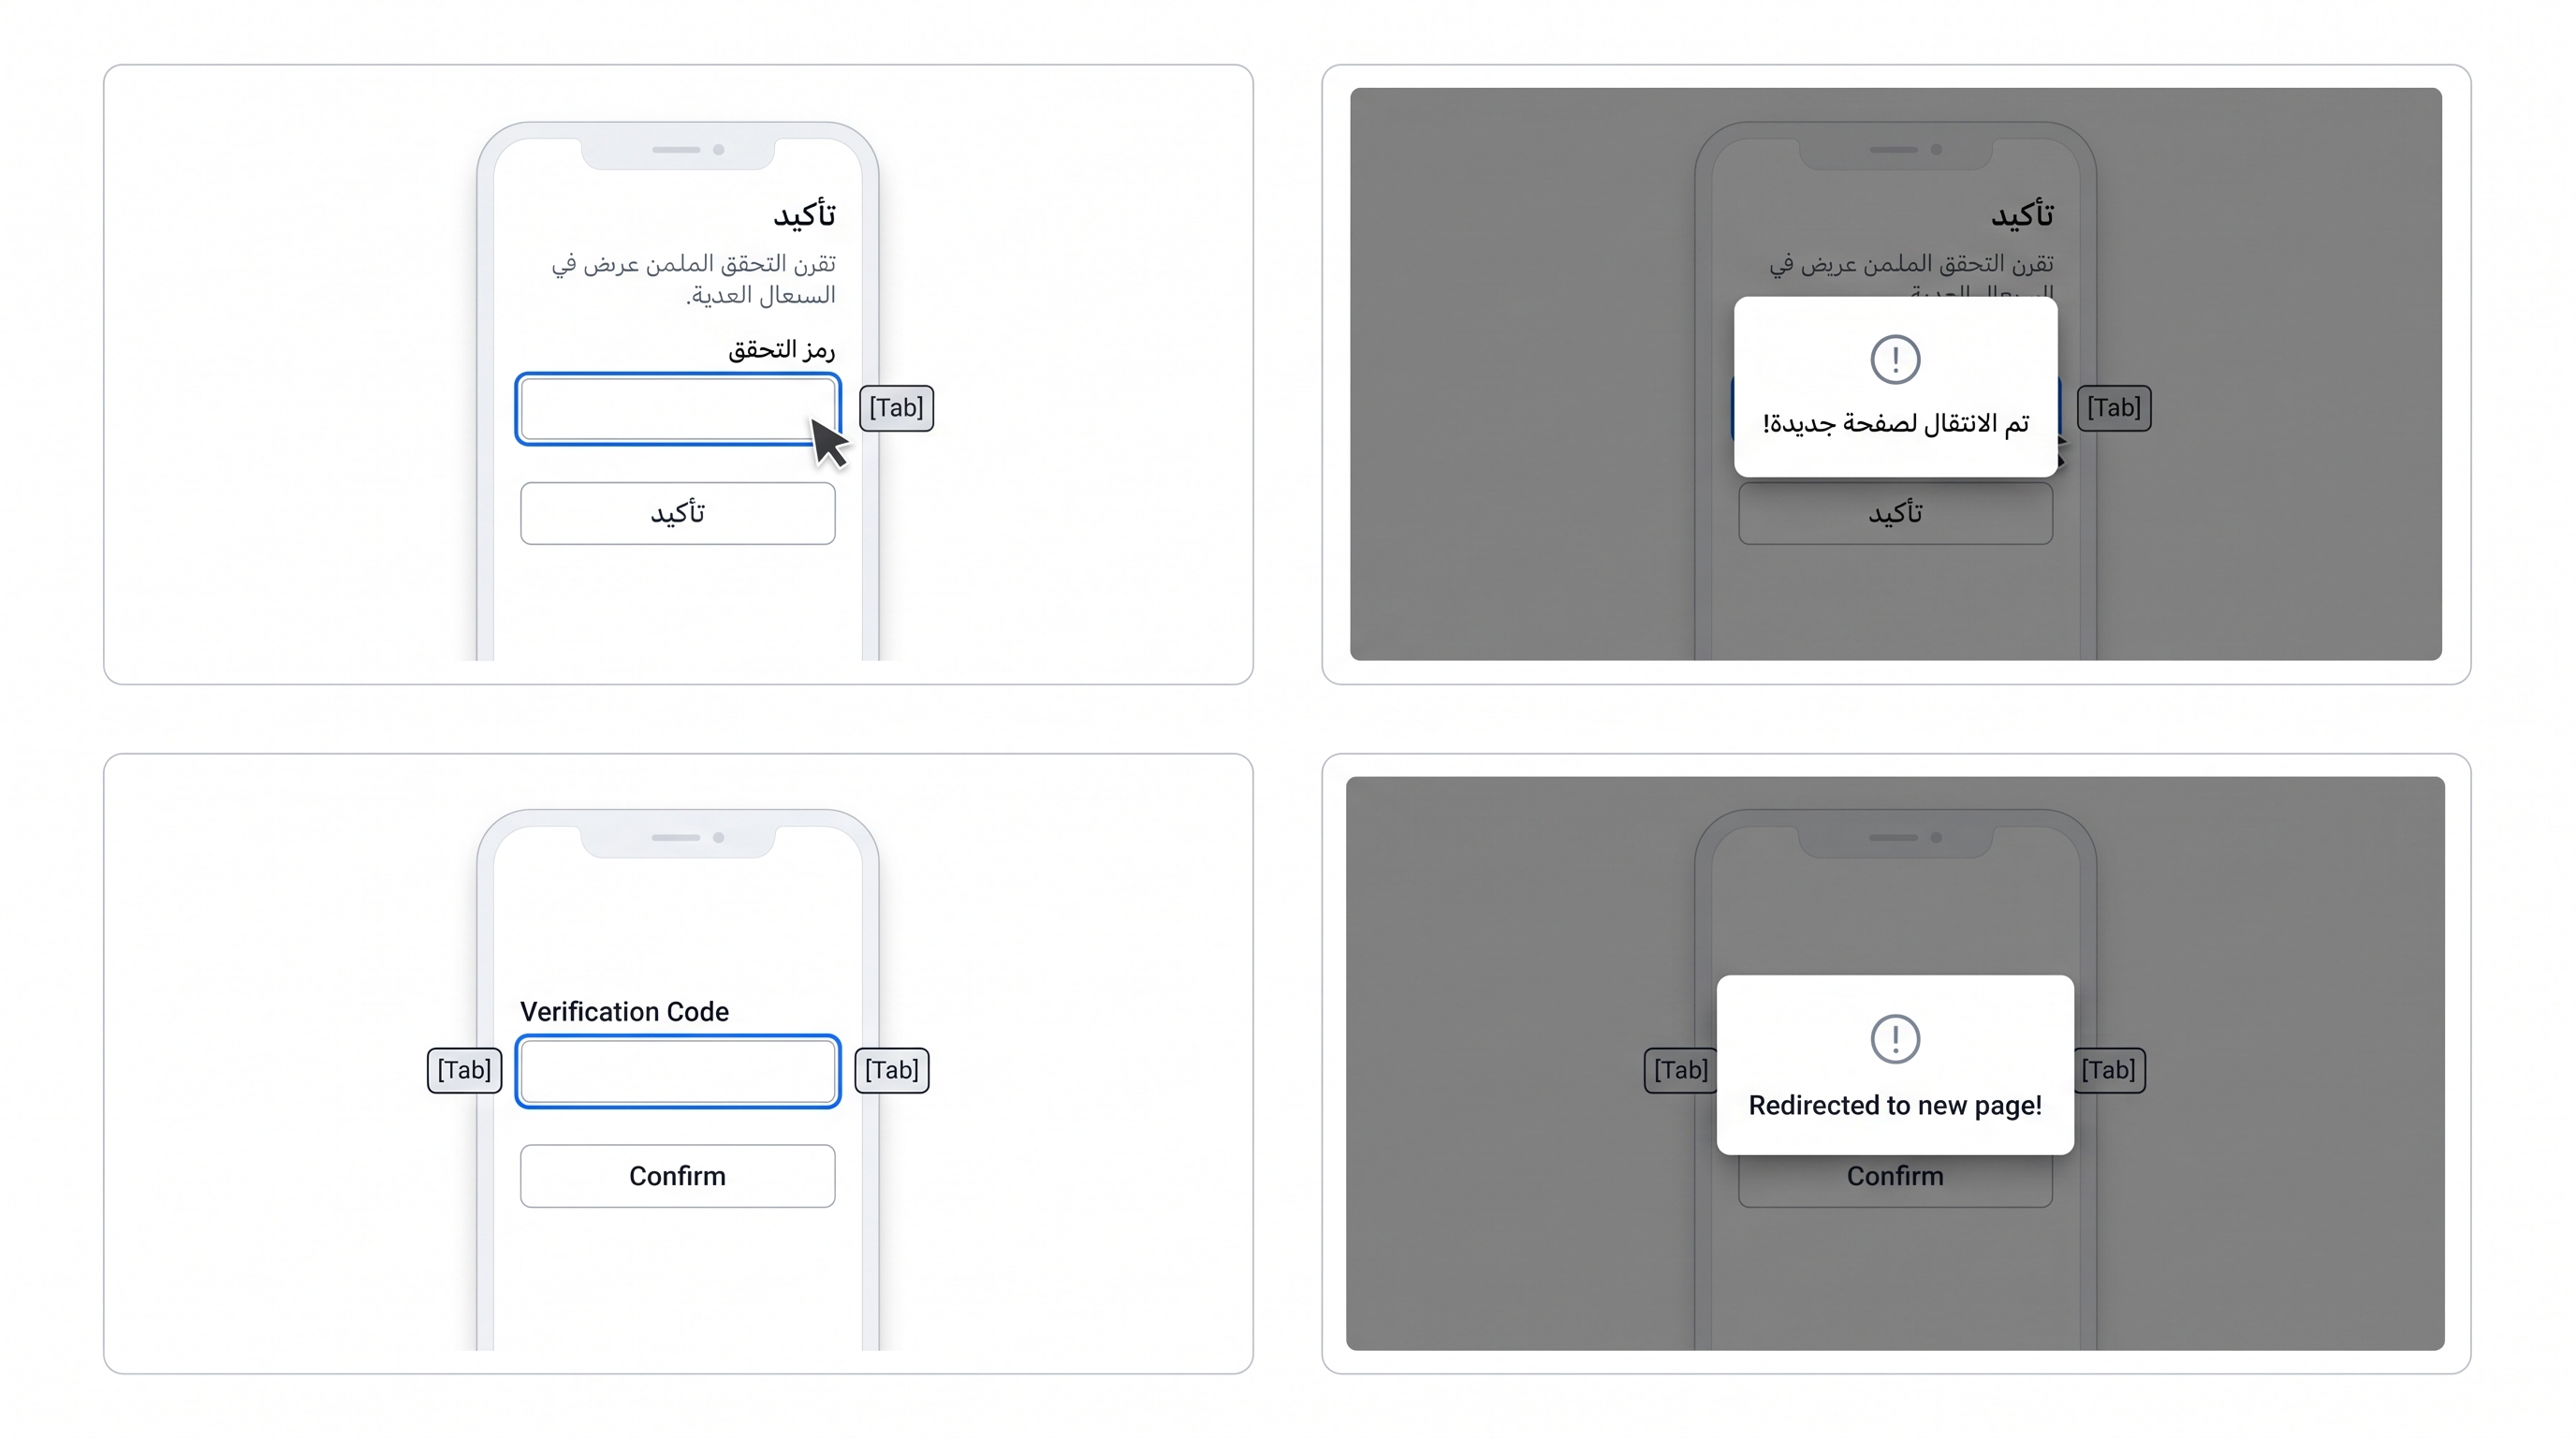 تأكيد
تقرن التحقق الملمن عربض في
السعال العدية.
رمز التحقق
[Tab]
تأكيد
تأكيد
تقرن التحقق الملمن عريض في
تم الانتقال لصفحة جديدة!
[Tab]
تأكيد
Verification Code
[Tab]
[Tab]
Confirm
[Tab]
Redirected to new page!
[Tab]
Confirm